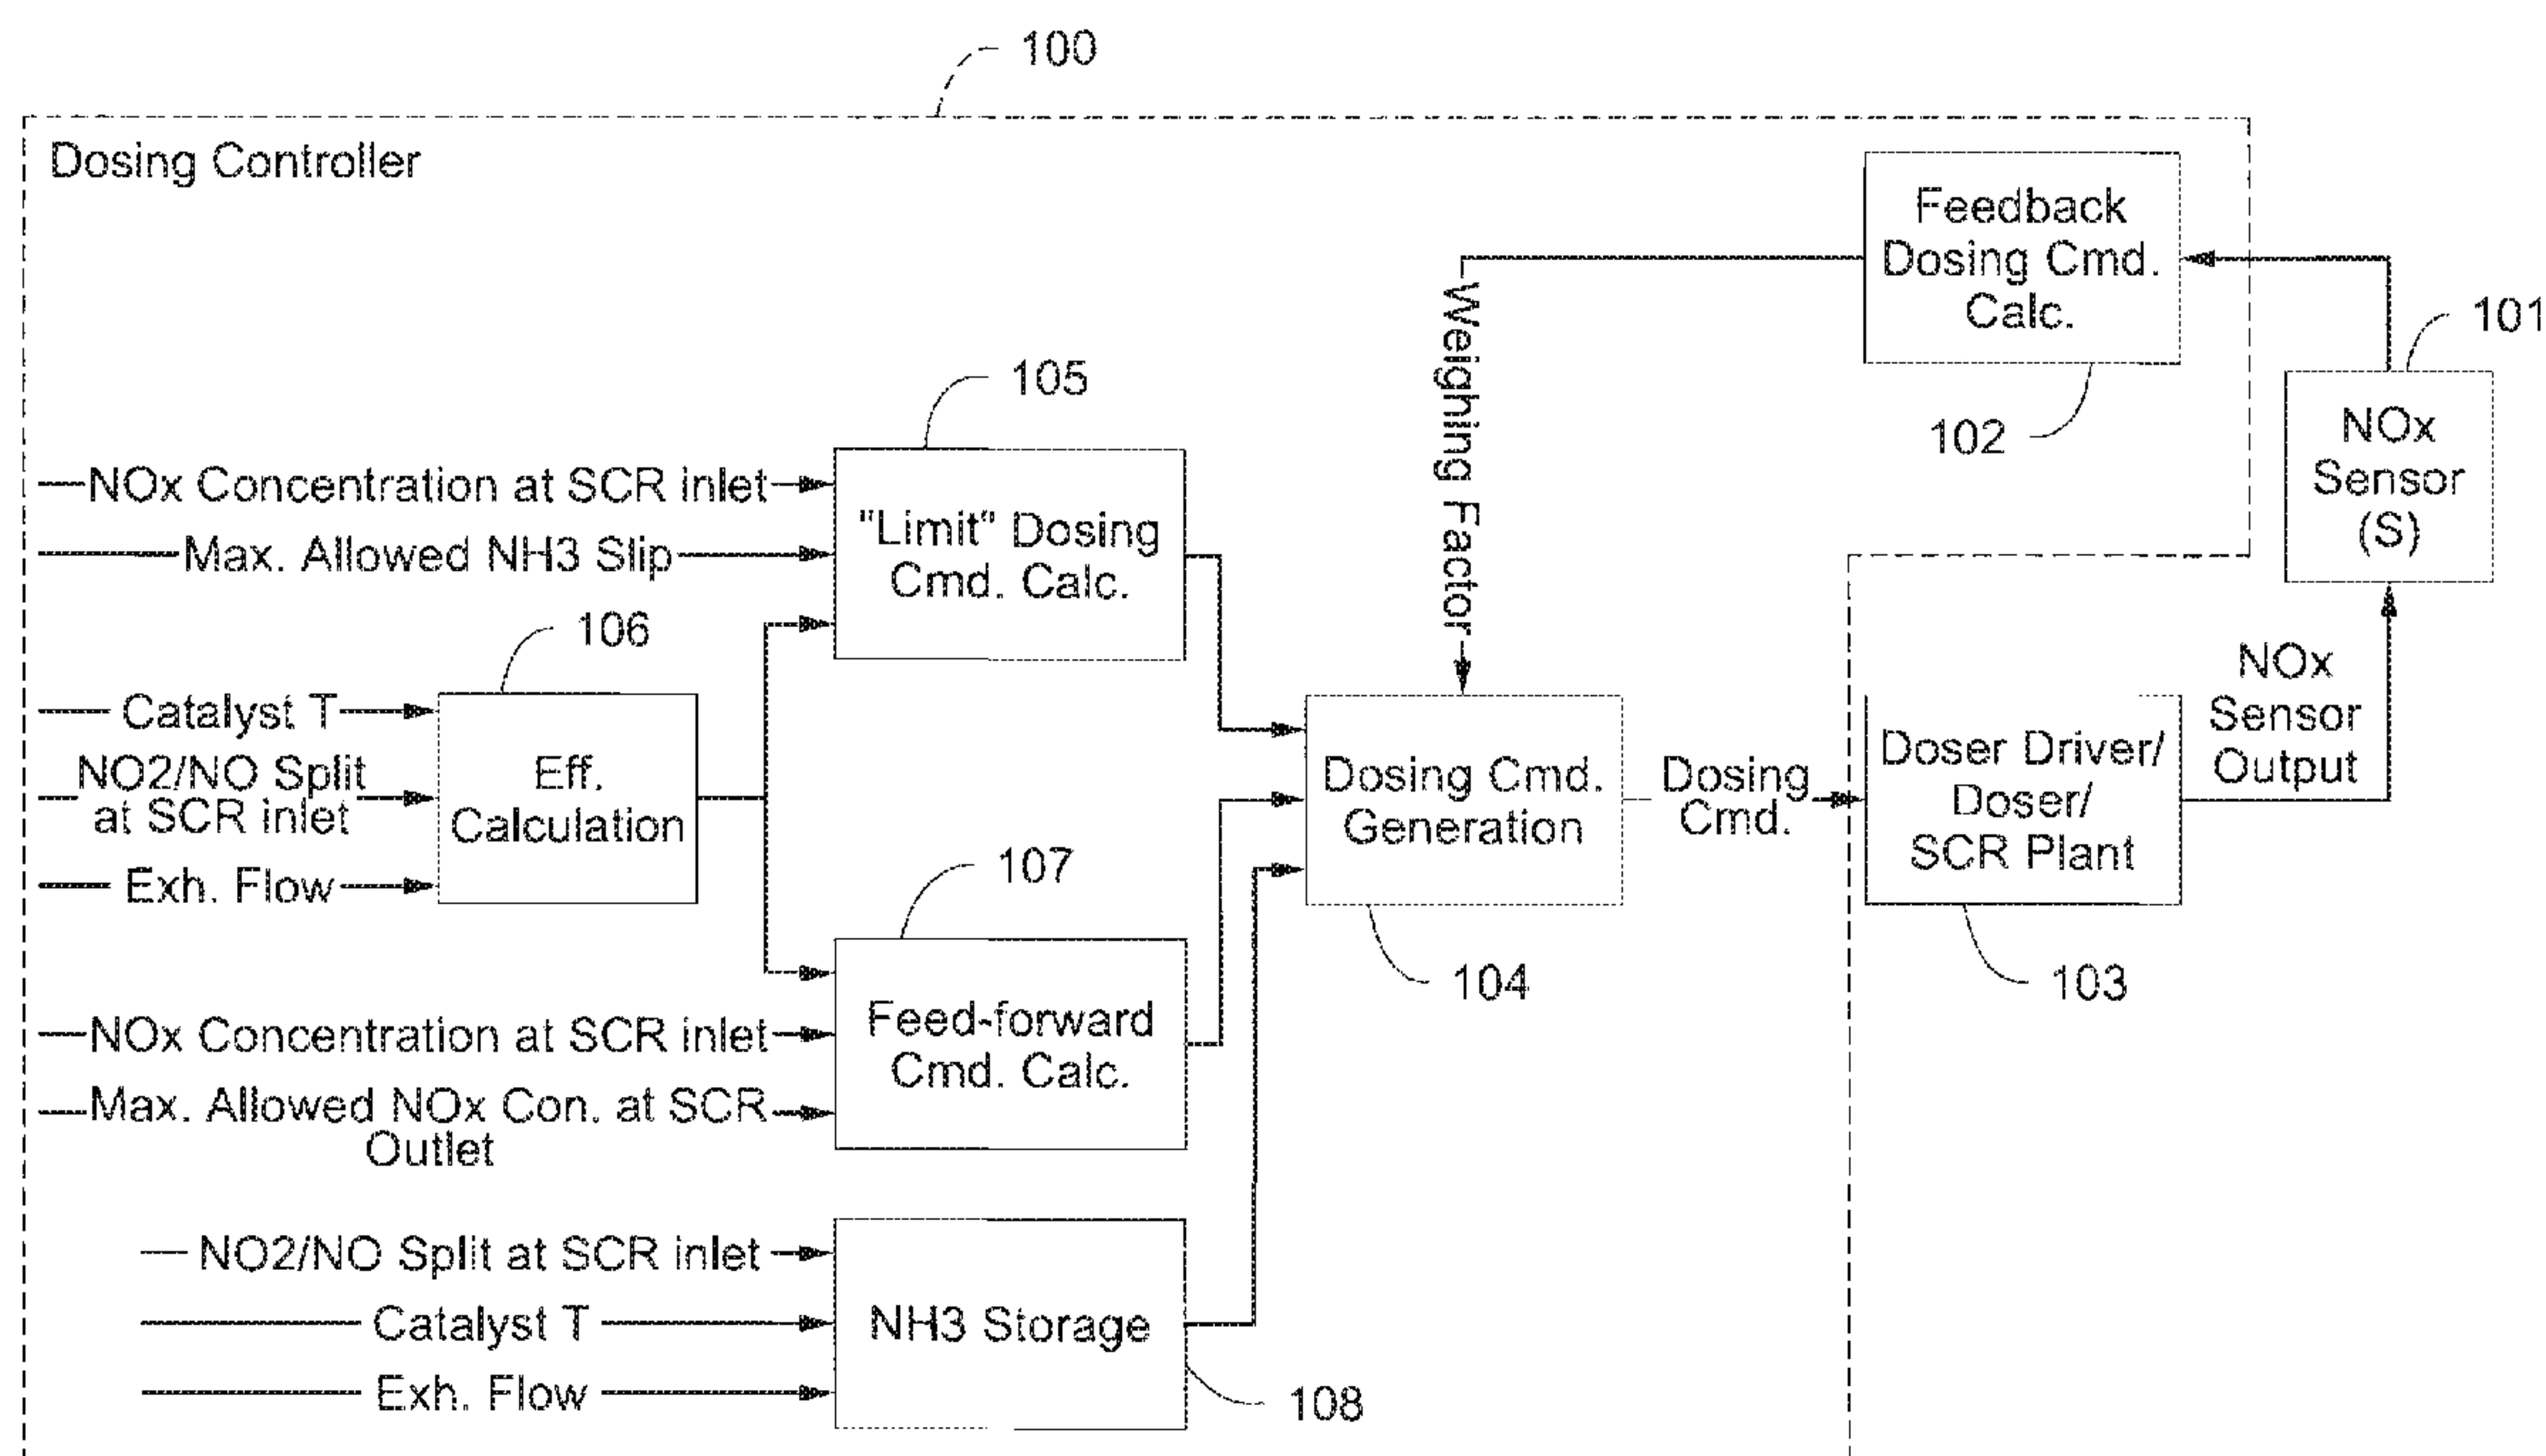 100
Dosing Controller
Feedback
Dosing Cmd.
Calc.
102
101
NOx
Sensor
(S)
Weighing Factor
105
NOx Concentration at SCR inlet
Max. Allowed NH3 Slip
"Limit" Dosing
Cmd. Calc.
106
Catalyst T
NO2/NO Split
at SCR inlet
Exh. Flow
Eff.
Calculation
107
NOx Concentration at SCR inlet
Max. Allowed NOx Con. at SCR
Outlet
Feed-forward
Cmd. Calc.
NO2/NO Split at SCR inlet
Catalyst T
Exh. Flow
NH3 Storage
108
Dosing Cmd.
Generation
104
Dosing
Cmd.
Doser Driver/
Doser/
SCR Plant
103
NOx
Sensor
Output